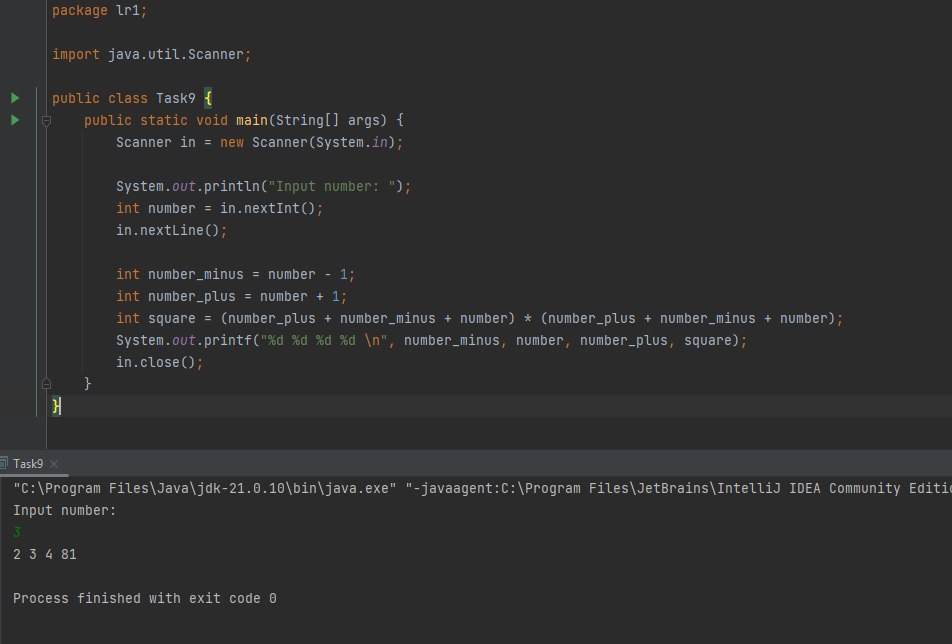 package lr1;
import java.util.Scanner;
public class Task9 {
public static void main(String[] args) {
Scanner in = new Scanner(System.in);
System.out.println("Input number: ");
int number = in.nextInt();
in.nextLine();
int number_minus = number - 1;
int number_plus = number + 1;
int square = (number_plus + number_minus + number) * (number_plus + number_minus + number);
System.out.printf("%d %d %d %d \n", number_minus, number, number_plus, square);
in.close();
}
}
Task9
"C:\Program Files\Java\jdk-21.0.10\bin\java.exe" "-javaagent:C:\Program Files\JetBrains\IntelliJ IDEA Community Editio
Input number:
3
2 3 4 81
Process finished with exit code 0